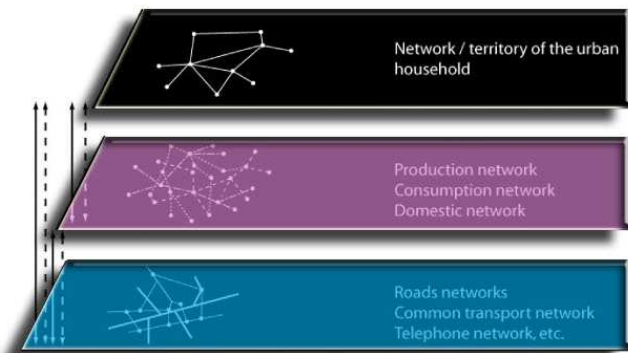 Network / territory of the urban
household
Production network
Consumption network
Domestic network
Roads networks
Common transport network
Telephone network, etc.